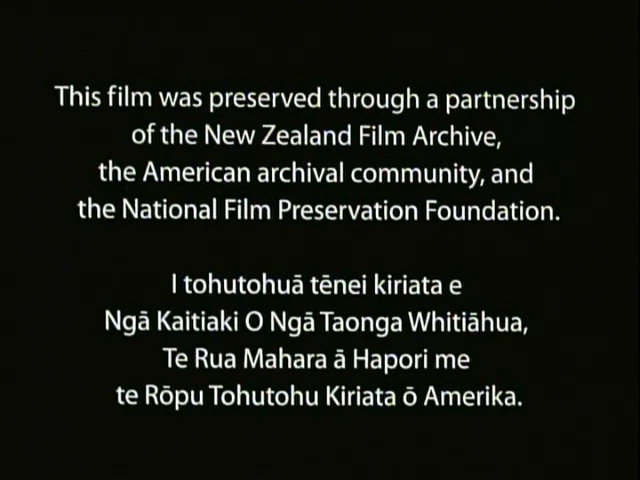 This film was preserved through a partnership
of the New Zealand Film Archive,
the American archival community, and
the National Film Preservation Foundation.
I tohutohuā tēnei kiriata e
Ngā Kaitiaki O Ngā Taonga Whitiāhua,
Te Rua Mahara ā Hapori me
te Rōpu Tohutohu Kiriata ō Amerika.